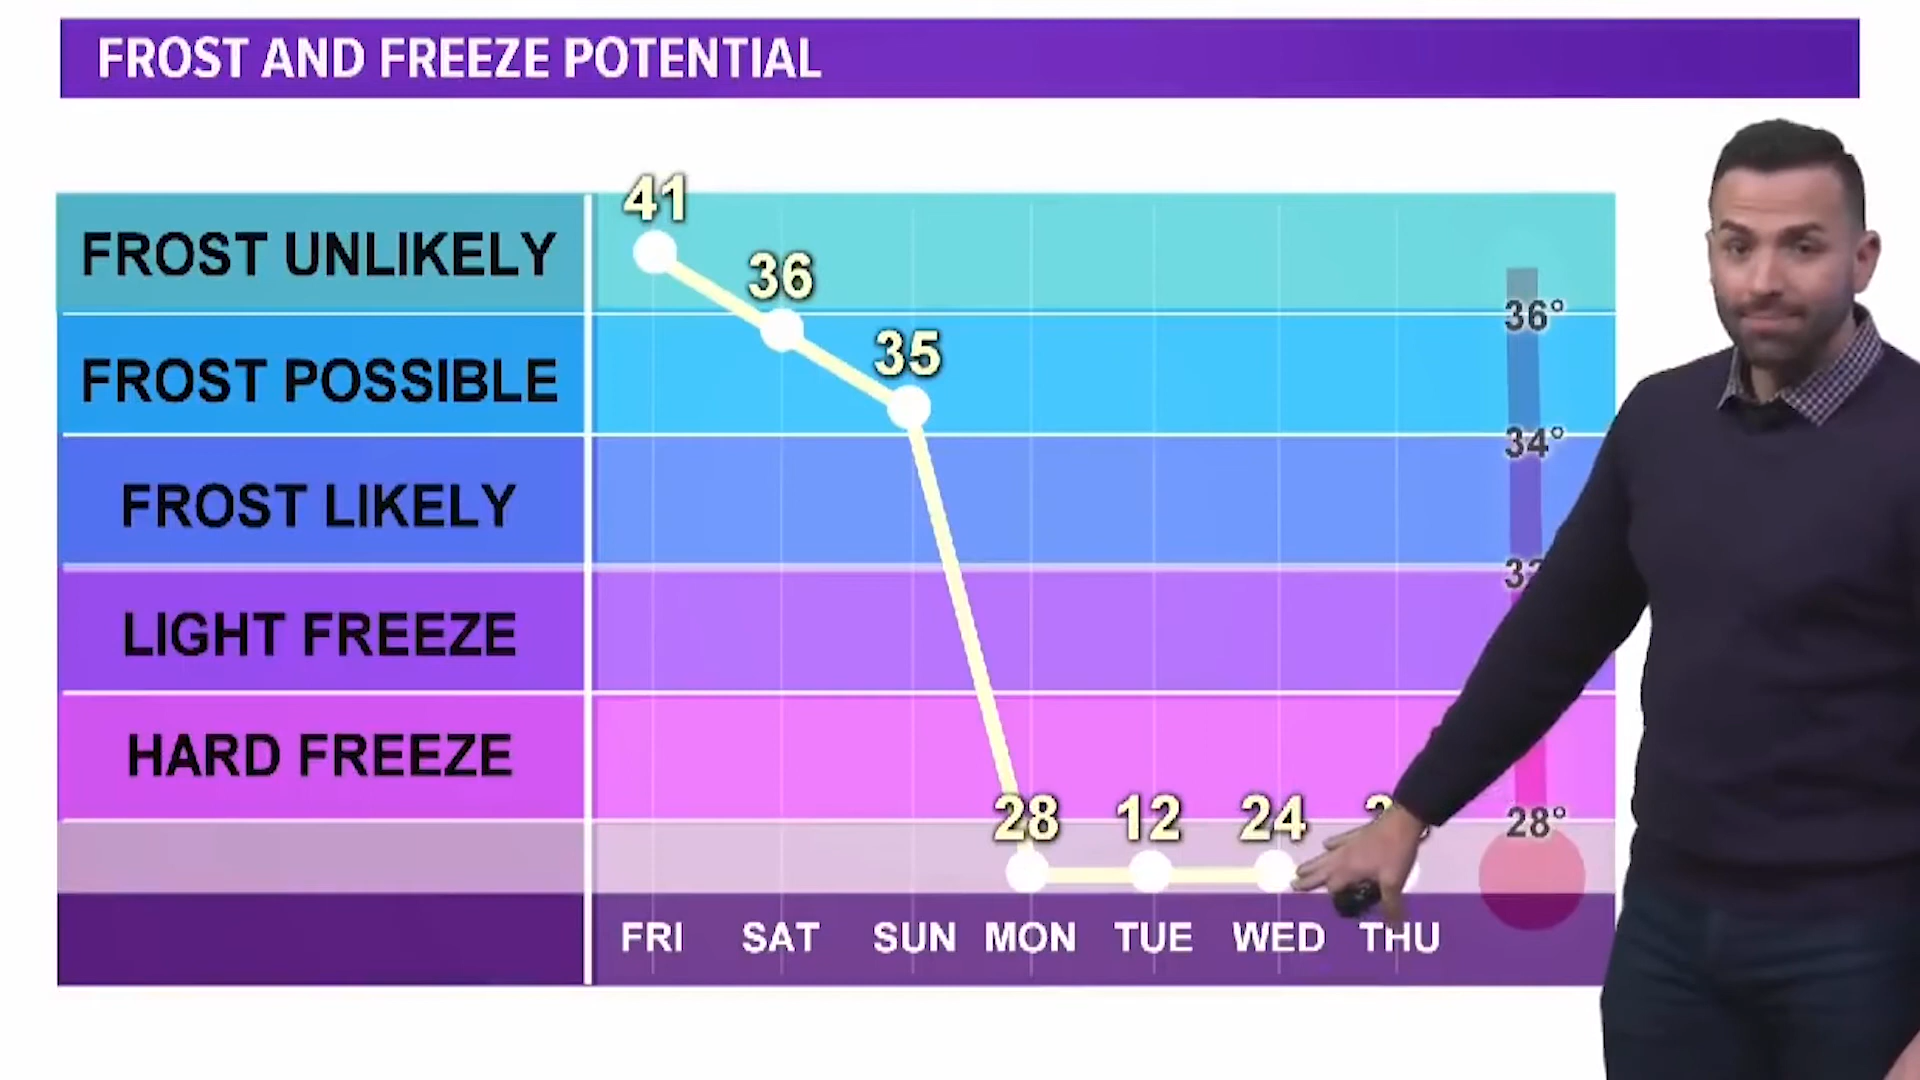 FROST AND FREEZE POTENTIAL
41
36
35
28 12 24
FROST UNLIKELY
FROST POSSIBLE
FROST LIKELY
LIGHT FREEZE
HARD FREEZE
36°
34°
28°
FRI SAT SUN MON TUE WED THU